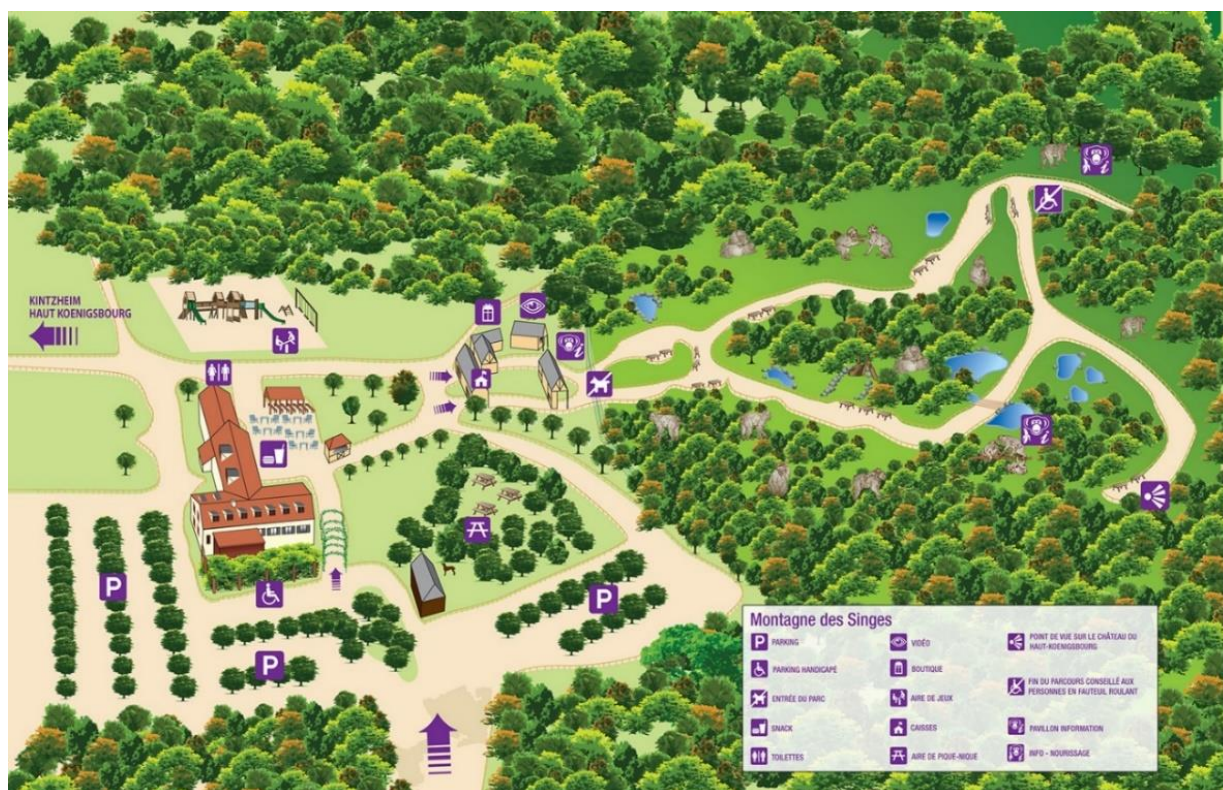 KINTZHEIM
HAUT KOENIGSBOURG
P
P
P
Montagne des Singes
P PARKING
PARKING HANDICAPÉ
ENTRÉE DU PARC
SNACK
TOILETTES
VIDÉO
BOUTIQUE
AIRE DE JEUX
CAISSES
AIRE DE PIQUE-NIQUE
POINT DE VUE SUR LE CHÂTEAU DU
HAUT-KOENIGSBOURG
FIN DU PARCOURS CONSEILLÉ AUX
PERSONNES EN FAUTEUIL ROULANT
PAVILLON INFORMATION
INFO - NOURISSAGE